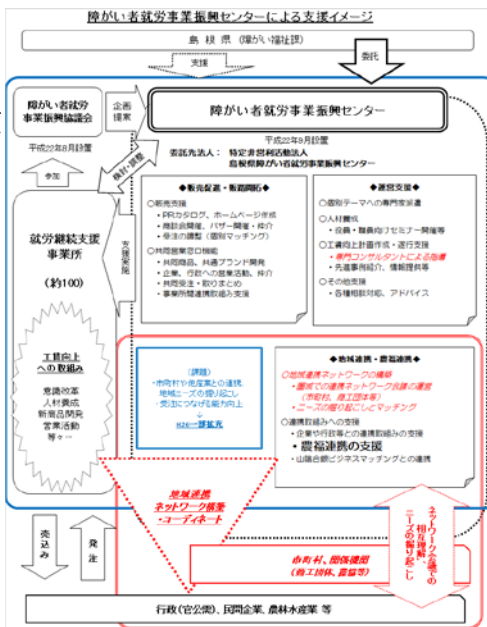 障がい者就労事業振興センターによる支援イメージ
島根県(障がい福祉課)
支援
委託
障がい者就労
事業振興協議会
企画
提案
障がい者就労事業振興センター
平成22年8月設置
平成22年9月設置
委託先法人: 特定非営利活動法人
島根県障がい者就労事業振興センター
参加
検討・調整
就労継続支援
事業所
(約100)
支援実施
工賃向上
への取組み
意識改革
人材養成
新商品開発
営業活動
等々…
◆販売促進・販路開拓◆
○販売支援
・PRカタログ、ホームページ作成
・商談会開催、バザー開催・仲介
・受注の調整(個別マッチング)
○共同営業窓口機能
・共同商品、共通ブランド開発
・企業、行政への営業活動、仲介
・共同受注・取りまとめ
・事業所間連携取組み支援
◆運営支援◆
○個別テーマへの専門家派遣
○人材養成
・役員・職員向けセミナー開催等
○工賃向上計画作成・遂行支援
・専門コンサルタントによる指導
・先進事例紹介、情報提供等
○その他支援
・各種相談対応、アドバイス
(課題)
・市町村や他産業との連携、
地域ニーズの掘り起こし
・受注につなげる能力向上
↓
H26一部拡充
◆地域連携・農福連携◆
○地域連携ネットワークの構築
・圏域での連携ネットワーク会議の運営
(市町村、商工団体等)
・ニーズの掘り起こしとマッチング
○連携取組みへの支援
・企業や行政等との連携取組みの支援
・農福連携の支援
・山陰合銀ビジネスマッチングとの連携
地域連携
ネットワーク構築
・コーディネート
ネットワーク会議での
相互理解、
ニーズの掘り起こし
売込み
発注
市町村、関係機関
(商工団体、農協等)
行政(官公需)、民間企業、農林水産業 等